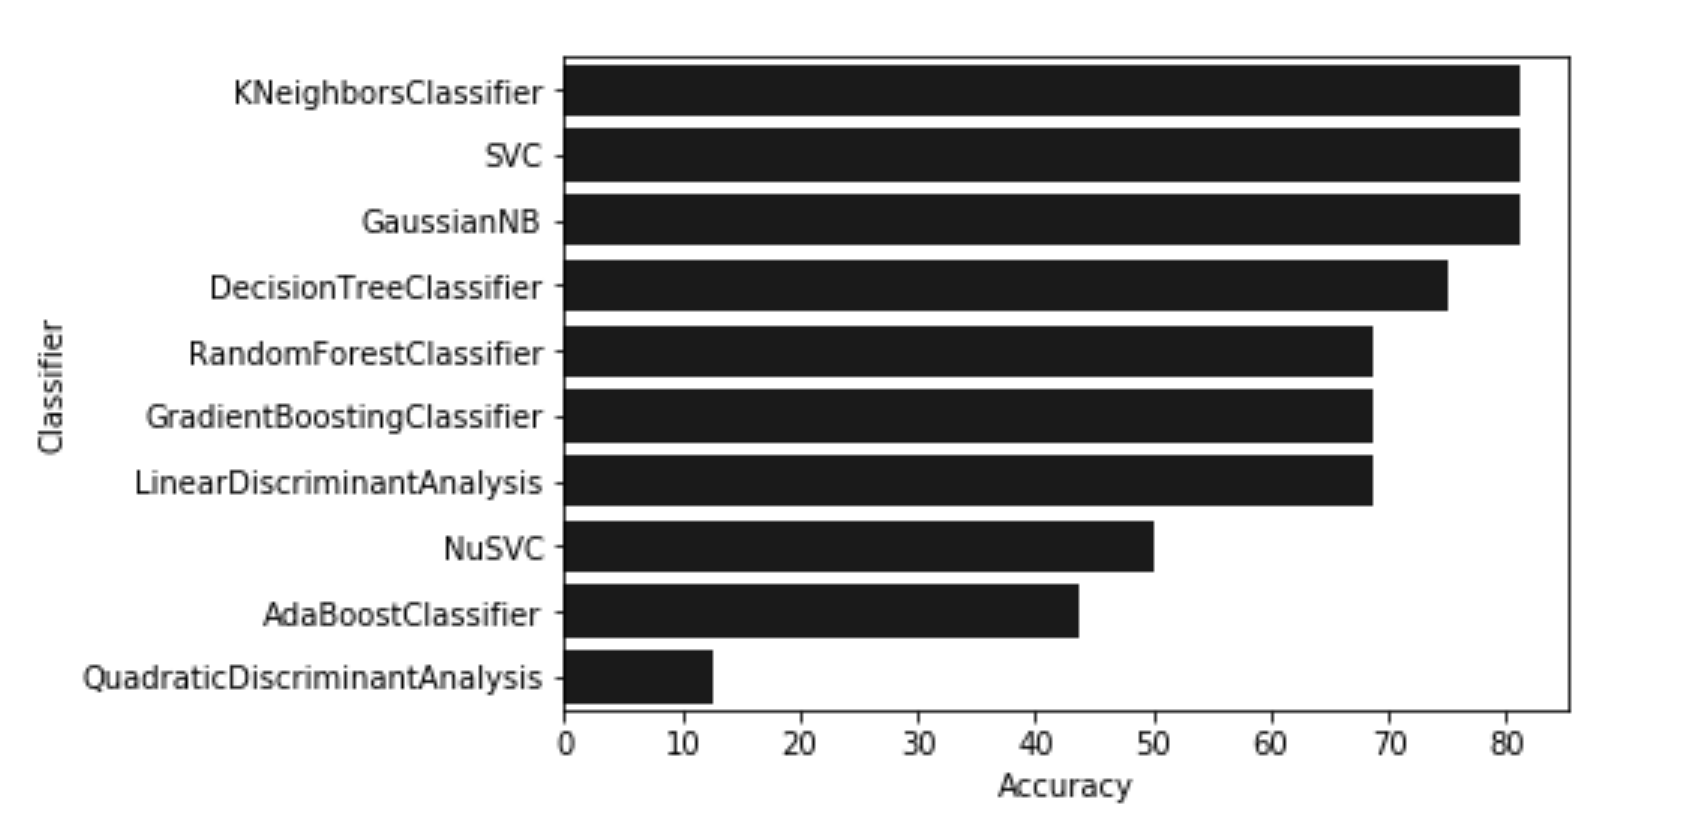 KNeighborsClassifier
SVC
GaussianNB
DecisionTreeClassifier
RandomForestClassifier
GradientBoostingClassifier
LinearDiscriminantAnalysis
NuSVC
AdaBoostClassifier
QuadraticDiscriminantAnalysis
Classifier
0 10 20 30 40 50 60 70 80
Accuracy